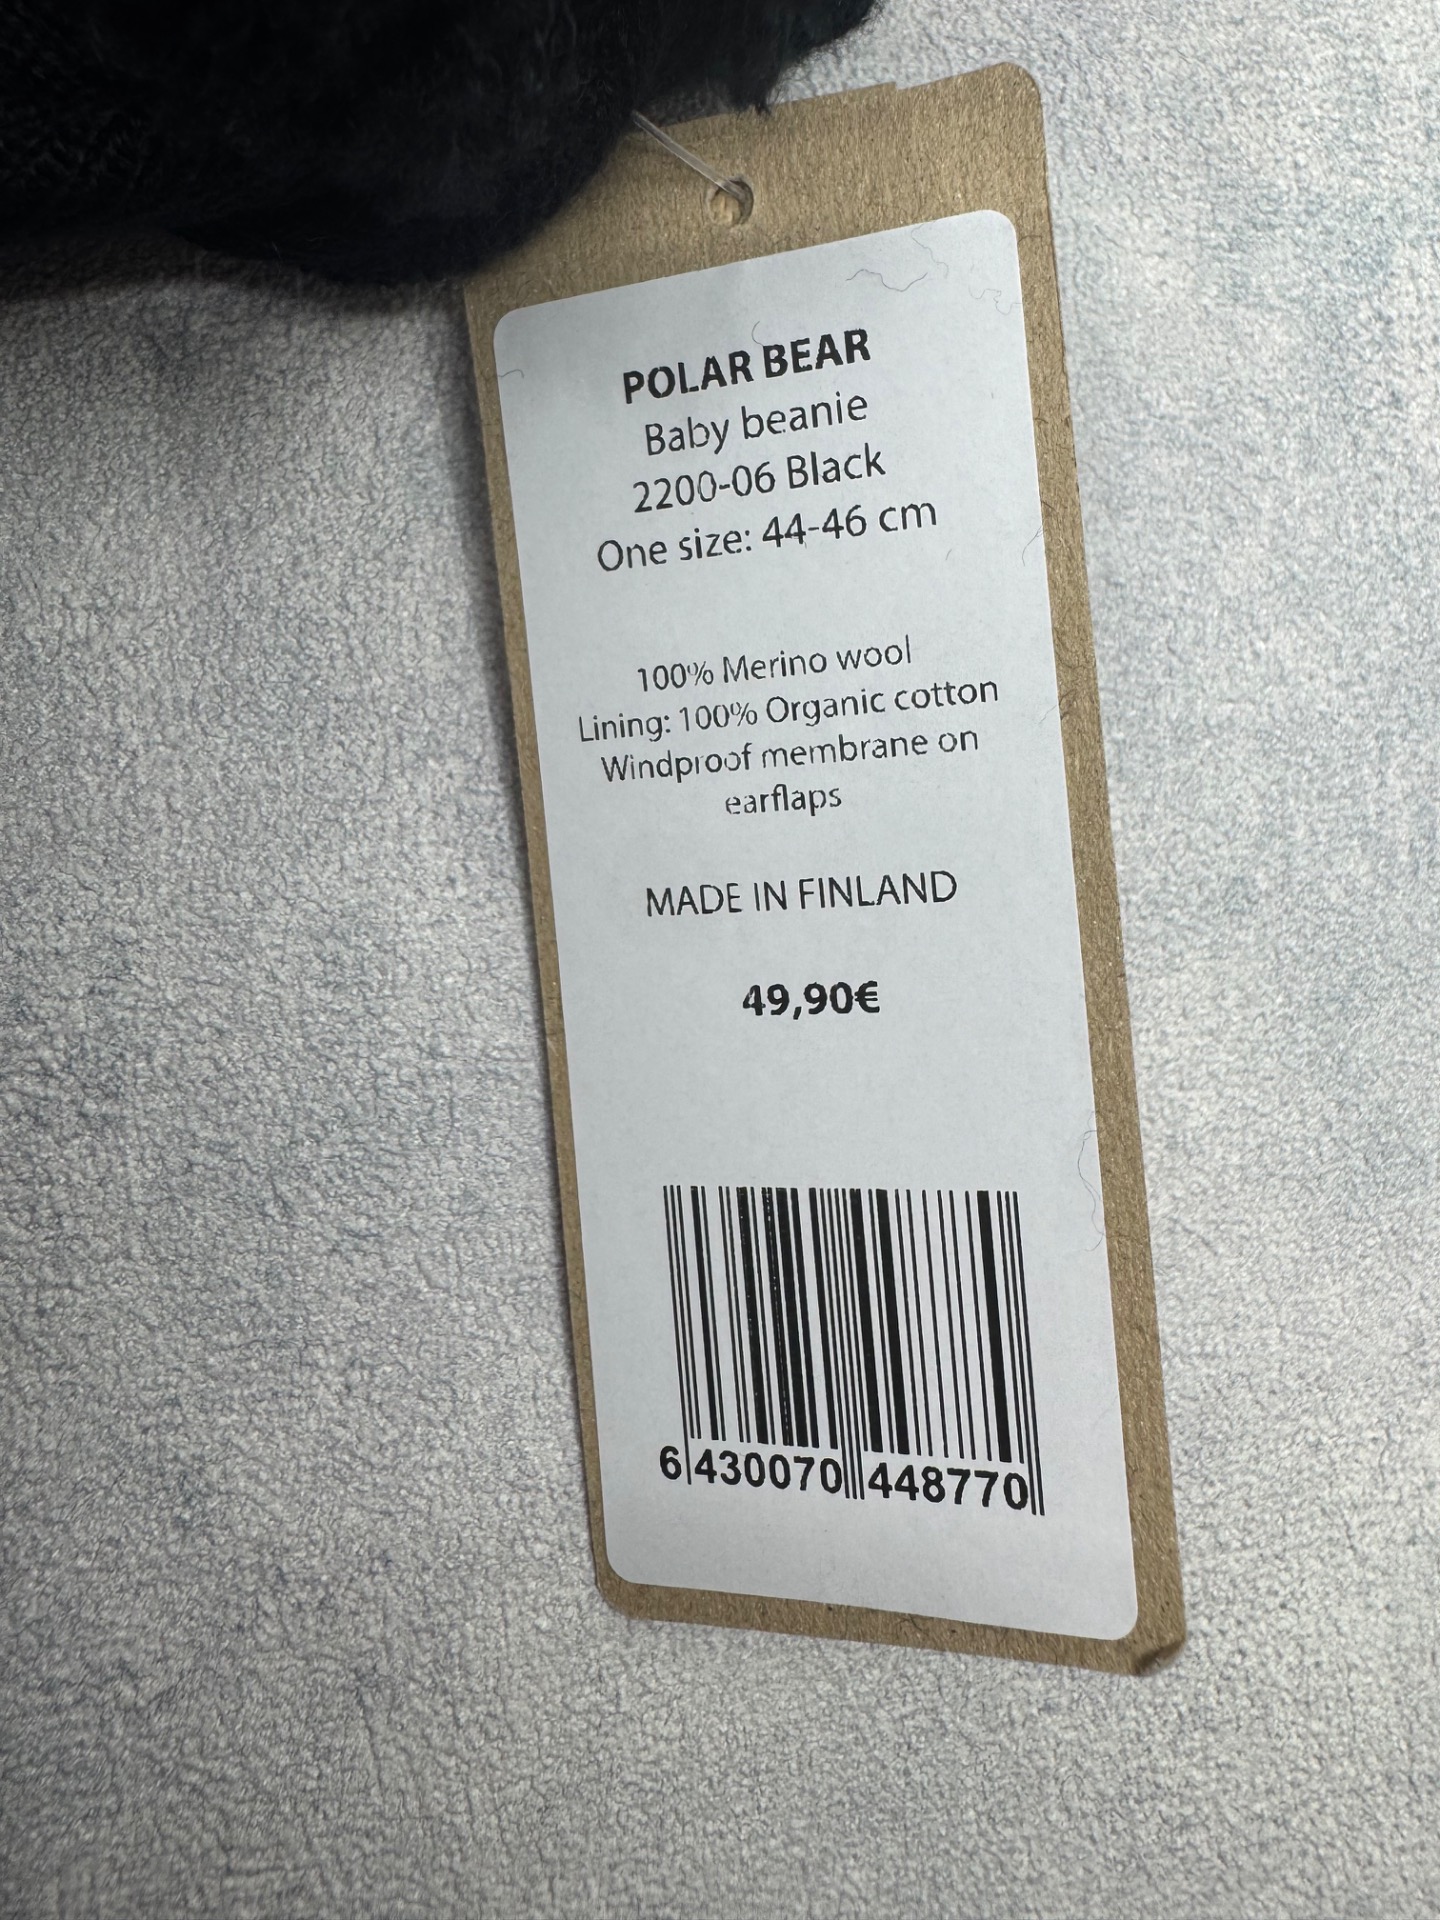 POLAR BEAR
Baby beanie
2200-06 Black
One size: 44-46 cm
100% Merino wool
Lining: 100% Organic cotton
Windproof membrane on
earflaps
MADE IN FINLAND
49,90€
6 430070 448770